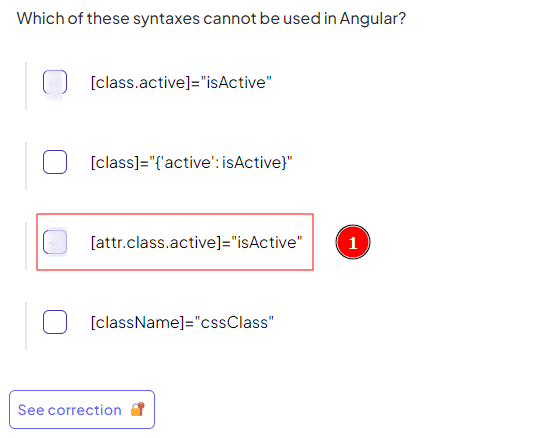 Which of these syntaxes cannot be used in Angular?
[class.active]="isActive"
[class]="{'active': isActive}"
[attr.class.active]="isActive"
1
[className]="cssClass"
See correction